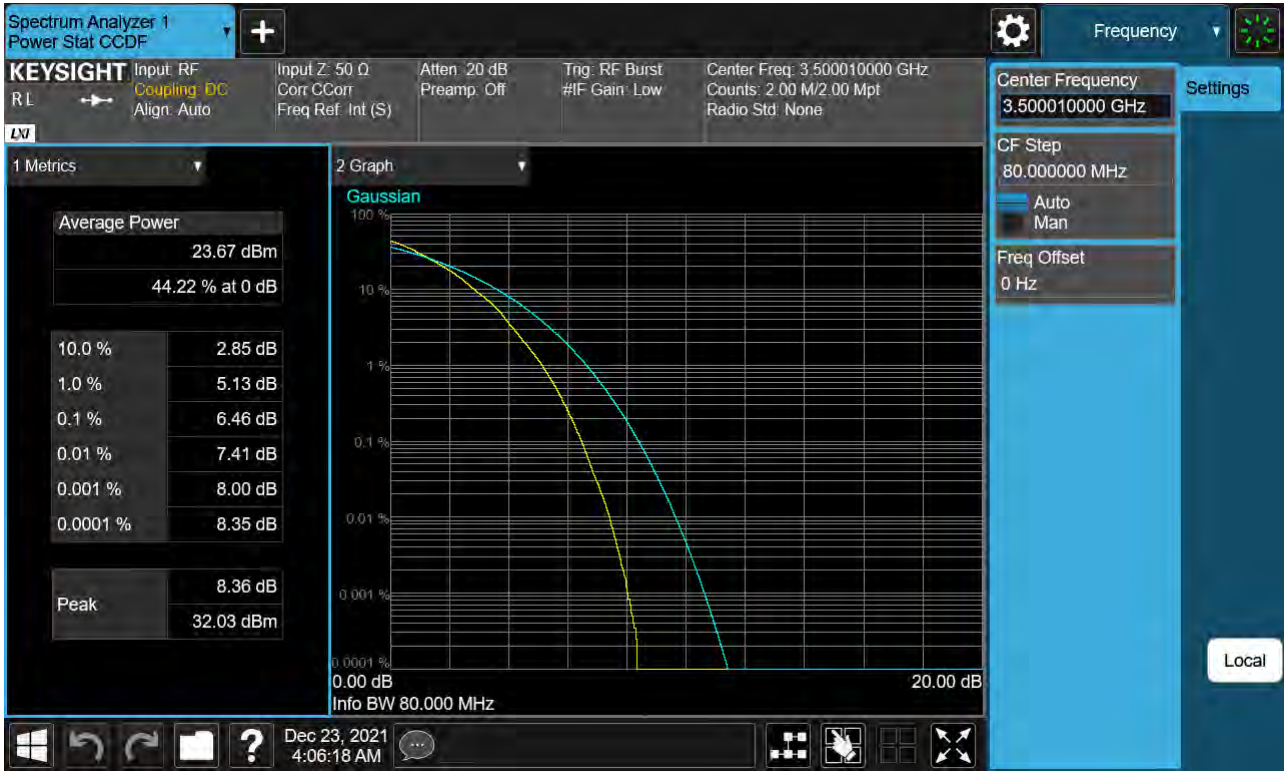 Spectrum Analyzer 1
Power Stat CCDF
+
Frequency
KEYSIGHT
R L
LXI
Input: RF
Coupling: DC
Align: Auto
Input Z: 50 Ω
Corr CCorr
Freq Ref: Int (S)
Atten: 20 dB
Preamp: Off
Trig: RF Burst
#IF Gain: Low
Center Freq: 3.500010000 GHz
Counts: 2.00 M/2.00 Mpt
Radio Std: None
1 Metrics
Average Power
23.67 dBm
44.22 % at 0 dB
10.0 % 2.85 dB
1.0 % 5.13 dB
0.1 % 6.46 dB
0.01 % 7.41 dB
0.001 % 8.00 dB
0.0001 % 8.35 dB
Peak
8.36 dB
32.03 dBm
2 Graph
Gaussian
100 %
10 %
1 %
0.1 %
0.01 %
0.001 %
0.0001 %
0.00 dB 20.00 dB
Info BW 80.000 MHz
Center Frequency
3.500010000 GHz
CF Step
80.000000 MHz
Auto
Man
Freq Offset
0 Hz
Settings
Local
?
Dec 23, 2021
4:06:18 AM